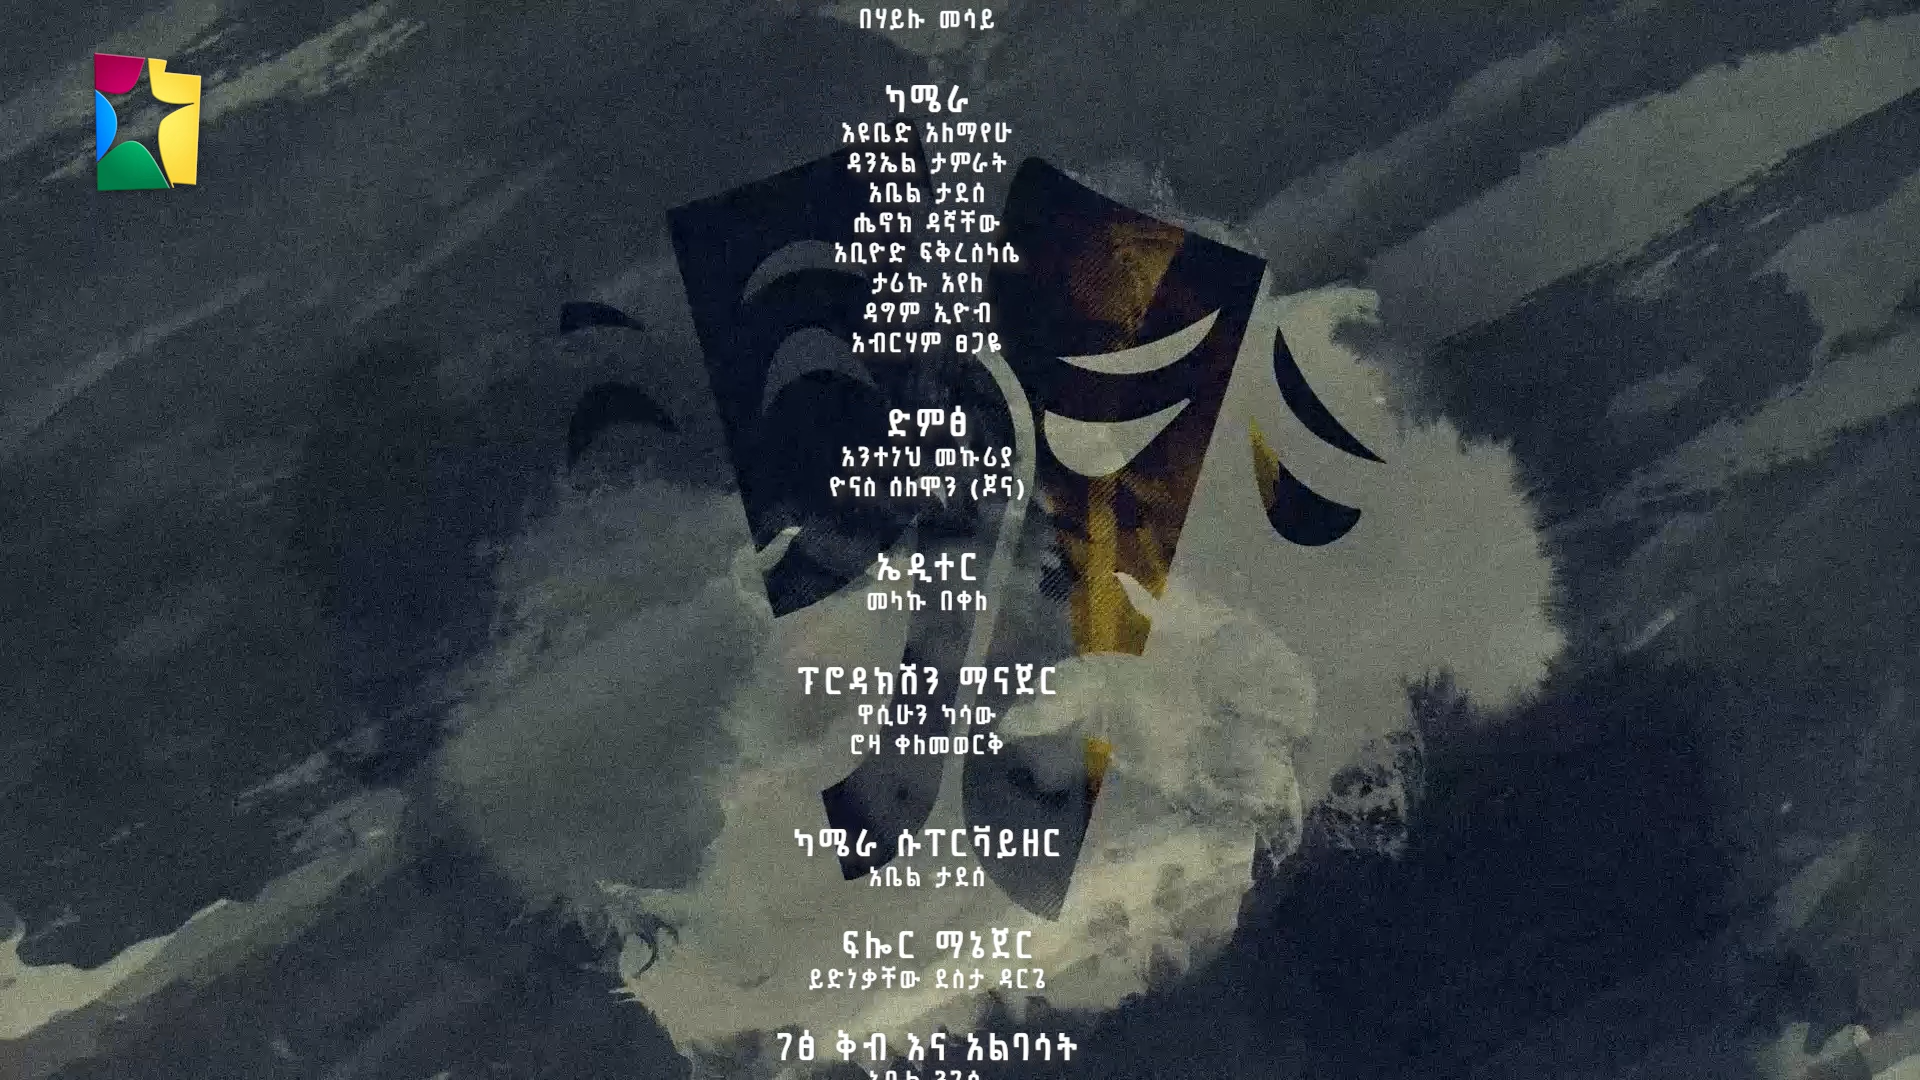 በሃይሉ መሳይ
ካሜራ
እዩቤድ አለማየሁ
ዳንኤል ታምራት
አቤል ታደሰ
ሔኖክ ዳኛቸው
አቢዮድ ፍቅረስላሴ
ታሪኩ አየለ
ዳግም ኢዮብ
አብርሃም ፀጋዬ
ድምፅ
አንተነህ መኩሪያ
ዮናስ ሰለሞን (ጆና)
ኤዲተር
መላኩ በቀለ
ፕሮዳክሽን ማናጀር
ዋሲሁን ካሳው
ሮዛ ቀለመወርቅ
ካሜራ ሱፐርቫይዘር
አቤል ታደሰ
ፍሎር ማኔጀር
ይድነቃቸው ደስታ ዳርጌ
ገፅ ቅብ እና አልባሳት